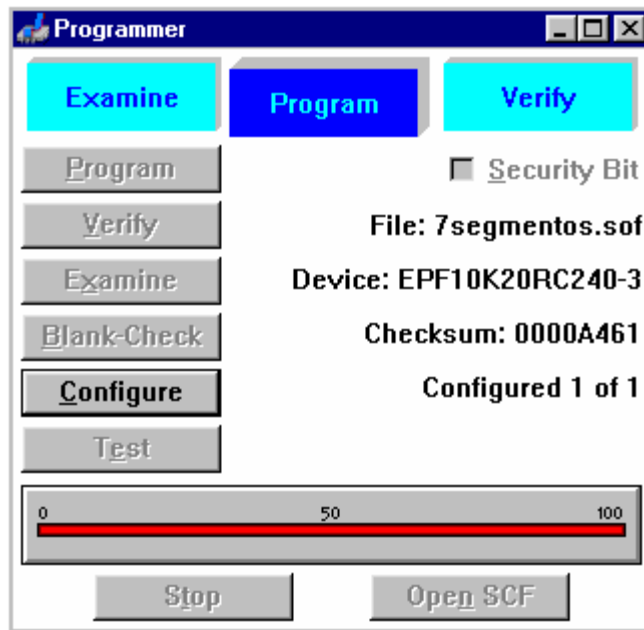 Programmer
Examine Program Verify
Program Security Bit
Verify File: 7segmentos.sof
Examine Device: EPF10K20RC240-3
Blank-Check Checksum: 0000A461
Configure Configured 1 of 1
Test
0 50 100
Stop Open SCF